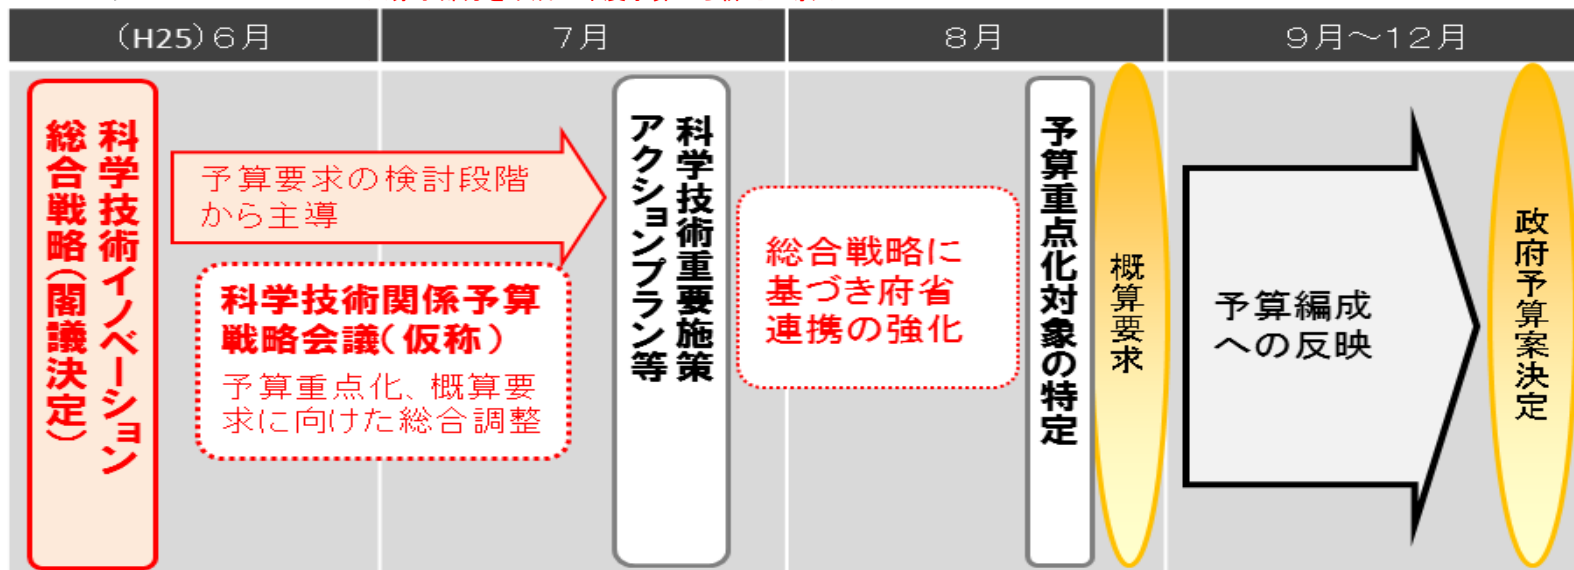 (H25)6月
7月
8月
9月～12月
科学技術イノベーション
総合戦略(閣議決定)
予算要求の検討段階
から主導
科学技術関係予算
戦略会議(仮称)
予算重点化、概算要
求に向けた総合調整
科学技術重要施策
アクションプラン等
総合戦略に
基づき府省
連携の強化
予算重点化対象の特定
概算要求
予算編成
への反映
政府予算案決定